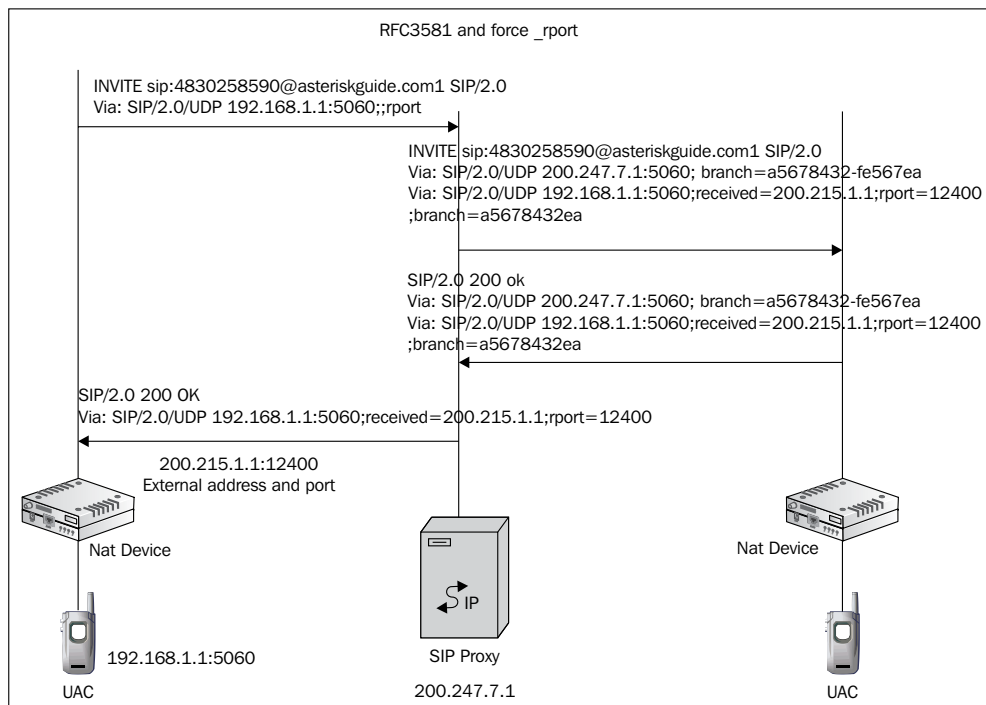 RFC3581 and force _rport
INVITE sip:4830258590@asteriskguide.com1 SIP/2.0
Via: SIP/2.0/UDP 192.168.1.1:5060;;rport
INVITE sip:4830258590@asteriskguide.com1 SIP/2.0
Via: SIP/2.0/UDP 200.247.7.1:5060; branch=a5678432-fe567ea
Via: SIP/2.0/UDP 192.168.1.1:5060;received=200.215.1.1;rport=12400
;branch=a5678432ea
SIP/2.0 200 ok
Via: SIP/2.0/UDP 200.247.7.1:5060; branch=a5678432-fe567ea
Via: SIP/2.0/UDP 192.168.1.1:5060;received=200.215.1.1;rport=12400
;branch=a5678432ea
SIP/2.0 200 OK
Via: SIP/2.0/UDP 192.168.1.1:5060;received=200.215.1.1;rport=12400
200.215.1.1:12400
External address and port
Nat Device
Nat Device
IP
192.168.1.1:5060
SIP Proxy
UAC
200.247.7.1
UAC